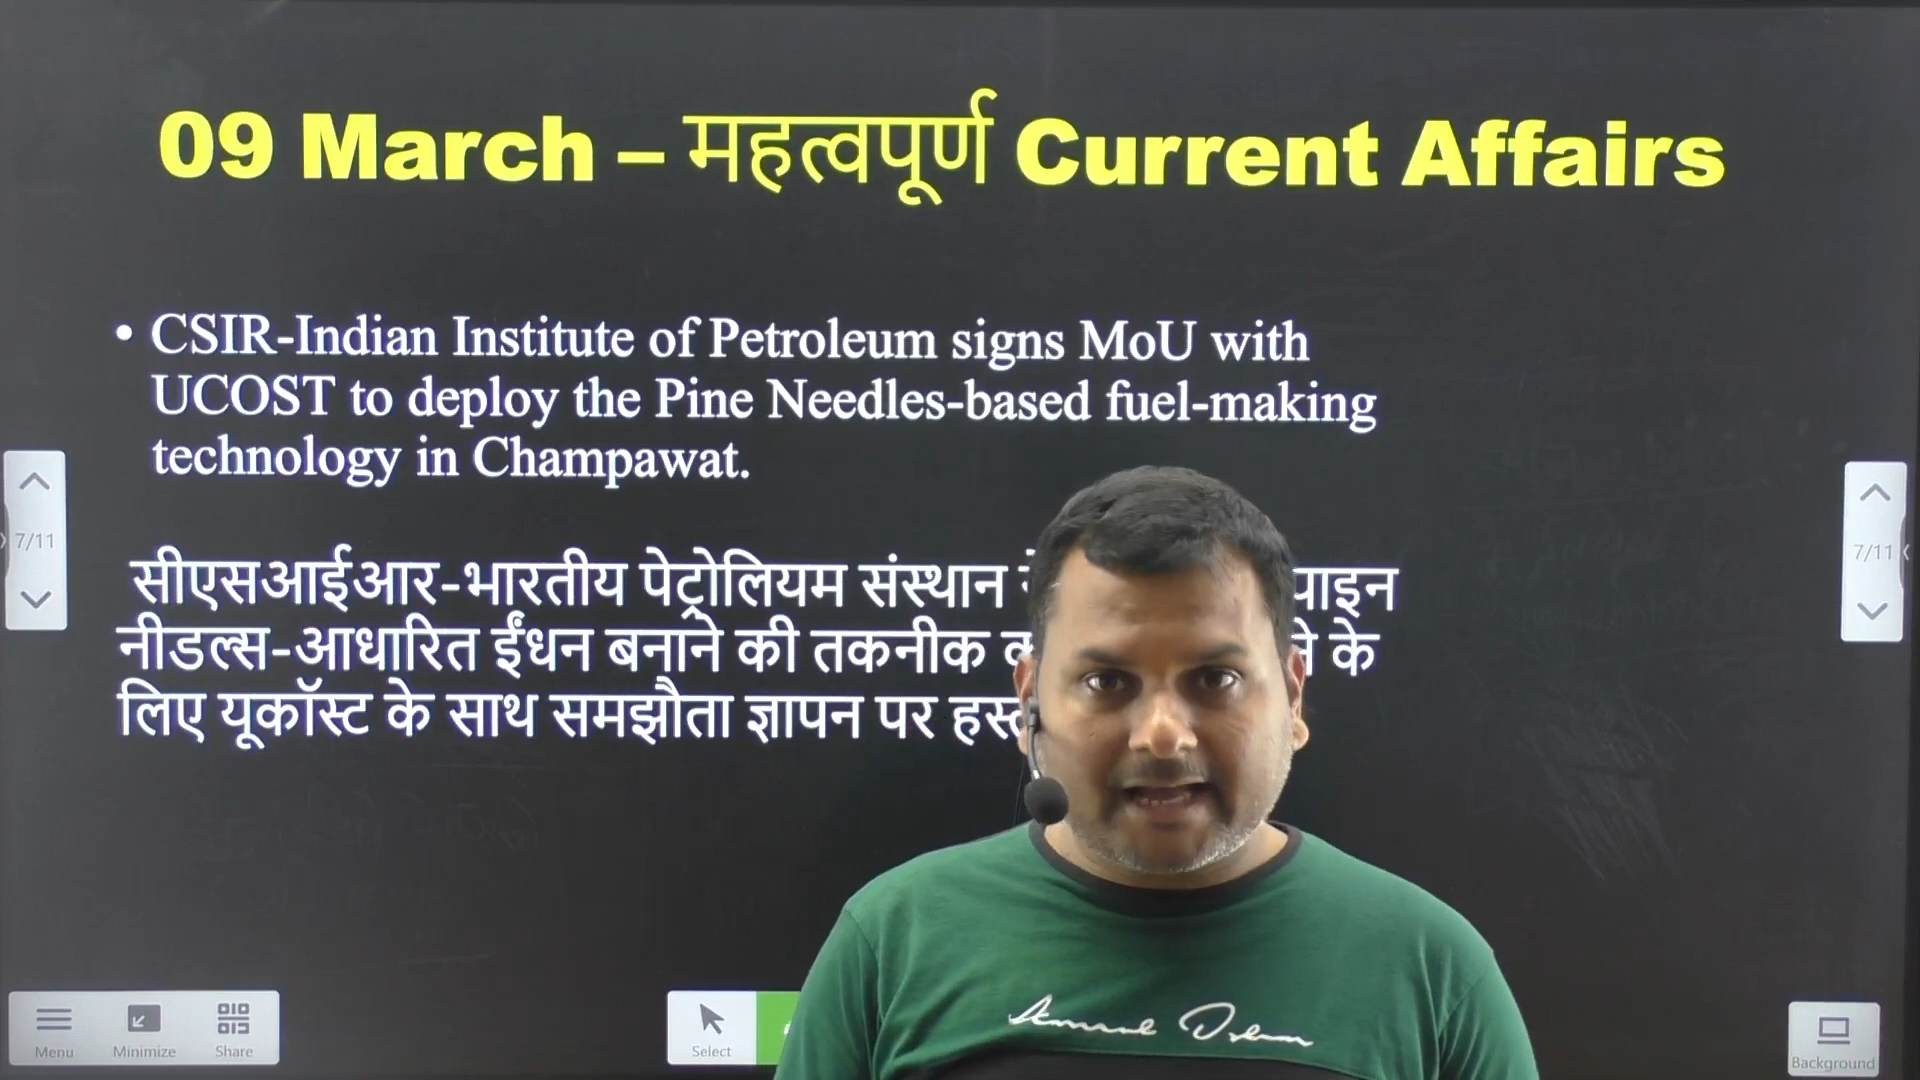 09 March – महत्वपूर्ण Current Affairs
• CSIR-Indian Institute of Petroleum signs MoU with
UCOST to deploy the Pine Needles-based fuel-making
technology in Champawat.
सीएसआईआर-भारतीय पेट्रोलियम संस्थान
नीडल्स-आधारित ईंधन बनाने की तकनीक के
लिए यूकॉस्ट के साथ समझौता ज्ञापन पर
7/11
7/11
Menu Minimize Share Select Background